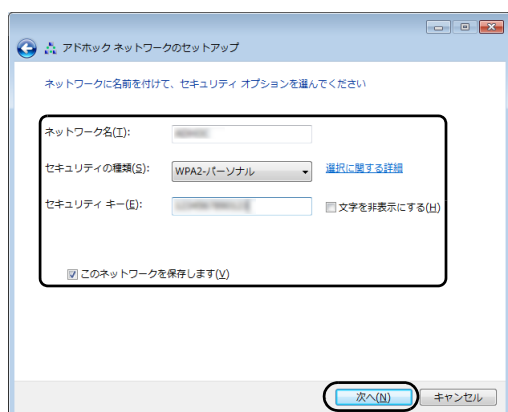 アドホック ネットワークのセットアップ
ネットワークに名前を付けて、セキュリティ オプションを選んでください
ネットワーク名(T):
セキュリティの種類(S): WPA2-パーソナル 選択に関する詳細
セキュリティ キー(E): 文字を非表示にする(H)
このネットワークを保存します(V)
次へ(N) キャンセル